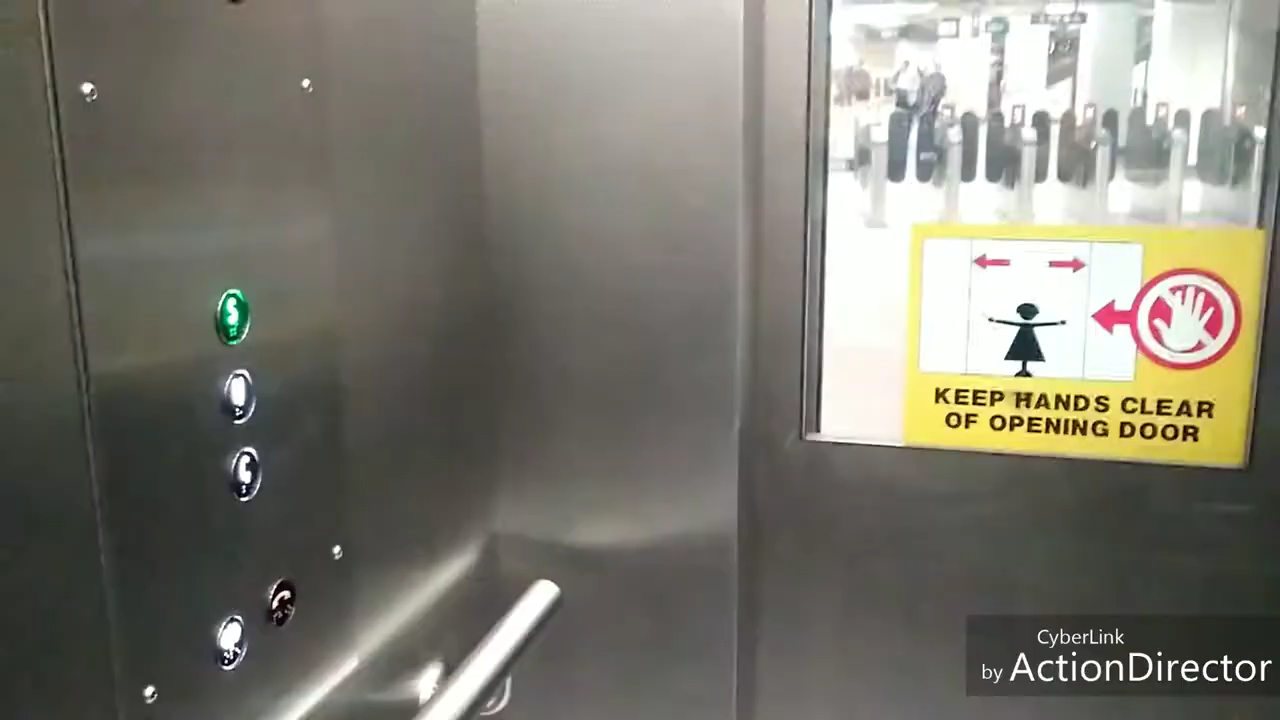 S
G
KEEP HANDS CLEAR
OF OPENING DOOR
CyberLink
by ActionDirector